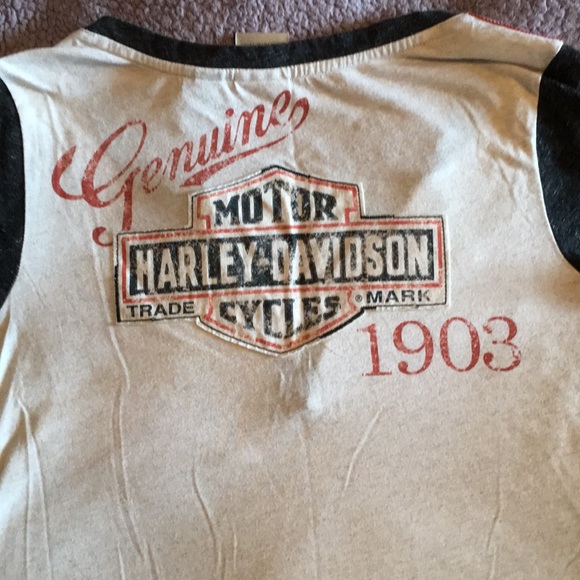 Genuine
MOTOR
HARLEY-DAVIDSON
TRADE CYCLES ® MARK
1903